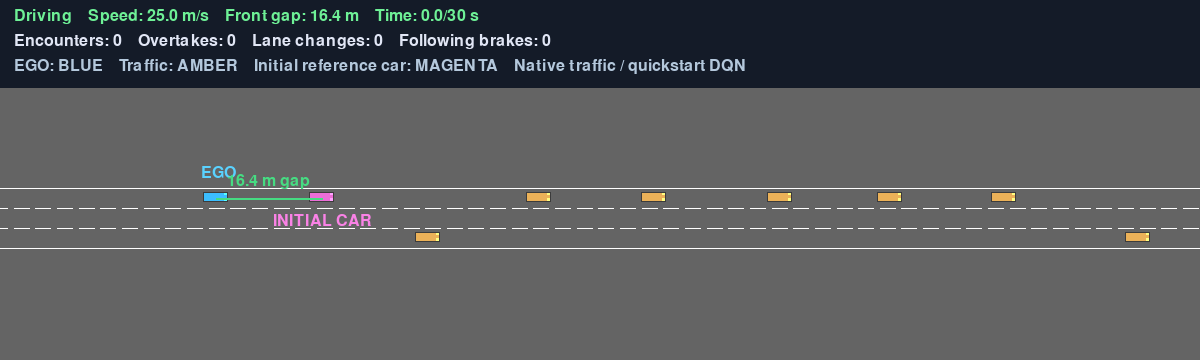 Driving Speed: 25.0 m/s Front gap: 16.4 m Time: 0.0/30 s
Encounters: 0 Overtakes: 0 Lane changes: 0 Following brakes: 0
EGO: BLUE Traffic: AMBER Initial reference car: MAGENTA Native traffic / quickstart DQN
EGO
16.4 m gap
INITIAL CAR